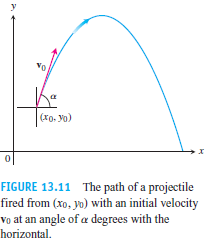 y
v₀
α
(x₀, y₀)
0
x
FIGURE 13.11 The path of a projectile
fired from (x₀, y₀) with an initial velocity
v₀ at an angle of α degrees with the
horizontal.